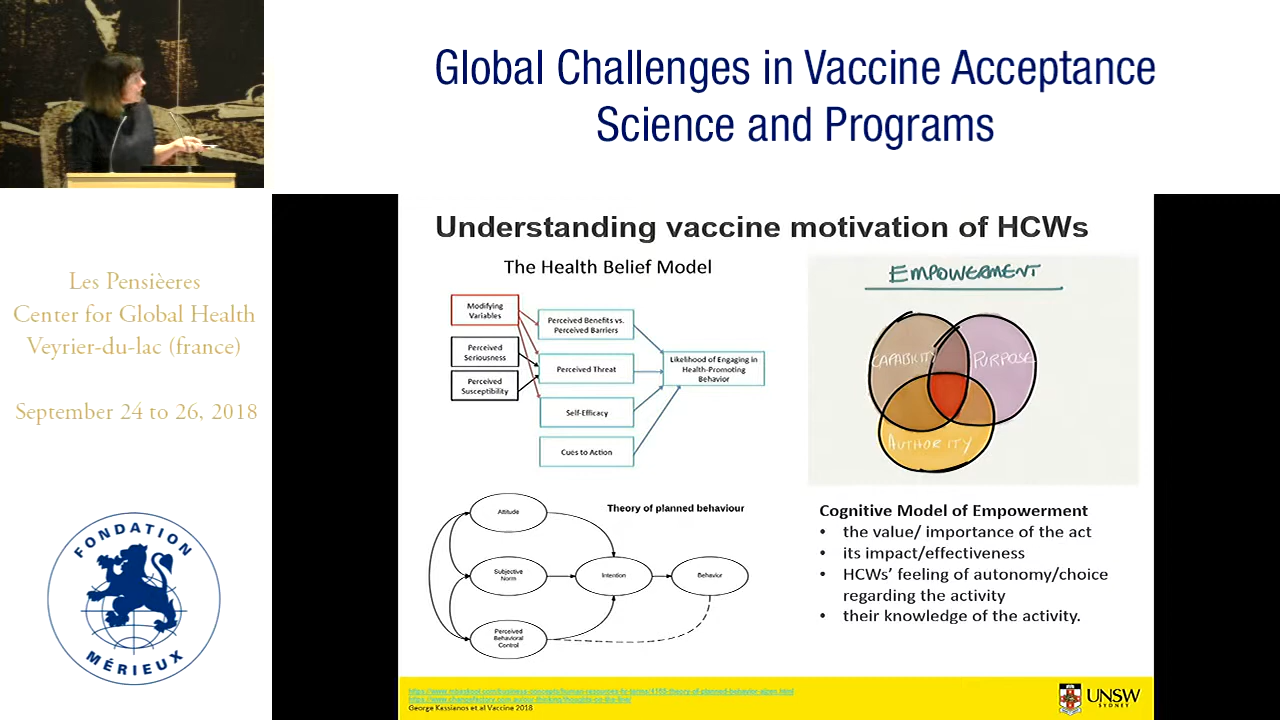 Global Challenges in Vaccine Acceptance
Science and Programs
Les Pensièeres
Center for Global Health
Veyrier-du-lac (france)
September 24 to 26, 2018
FONDATION
MÉRIEUX
Understanding vaccine motivation of HCWs
The Health Belief Model
Modifying
Variables
Perceived
Seriousness
Perceived
Susceptibility
Perceived Benefits vs.
Perceived Barriers
Perceived Threat
Self-Efficacy
Cues to Action
Likelihood of Engaging in
Health-Promoting
Behavior
EMPOWERMENT
CAPABILITY
PURPOSE
AUTHORITY
Theory of planned behaviour
Attitude
Subjective
Norm
Perceived
Behavioral
Control
Intention
Behavior
Cognitive Model of Empowerment
• the value/ importance of the act
• its impact/effectiveness
• HCWs' feeling of autonomy/choice
regarding the activity
• their knowledge of the activity.
George Kassianos et.al Vaccine 2018
UNSW
SYDNEY